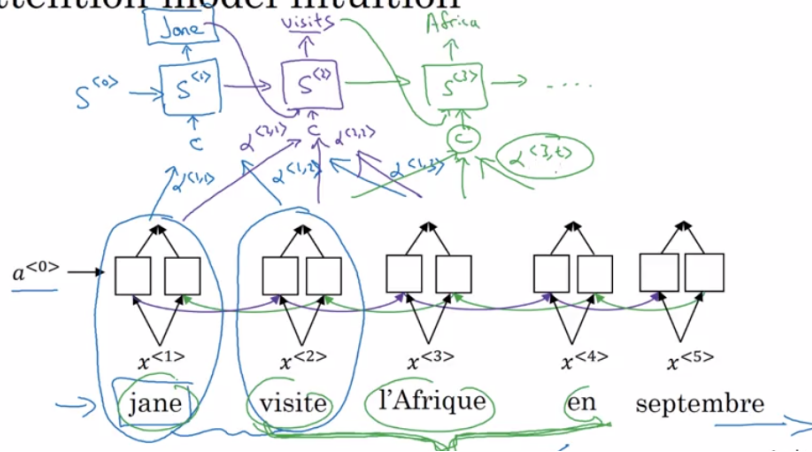 attention model intuition
Jane visits Africa
S<0> S<1> S<2> S<3> ....
C C C
α<1,1> α<2,1> α<1,2> α<2,2> α<1,3> α<3,t>
a<0>
x<1> x<2> x<3> x<4> x<5>
jane visite l'Afrique en septembre